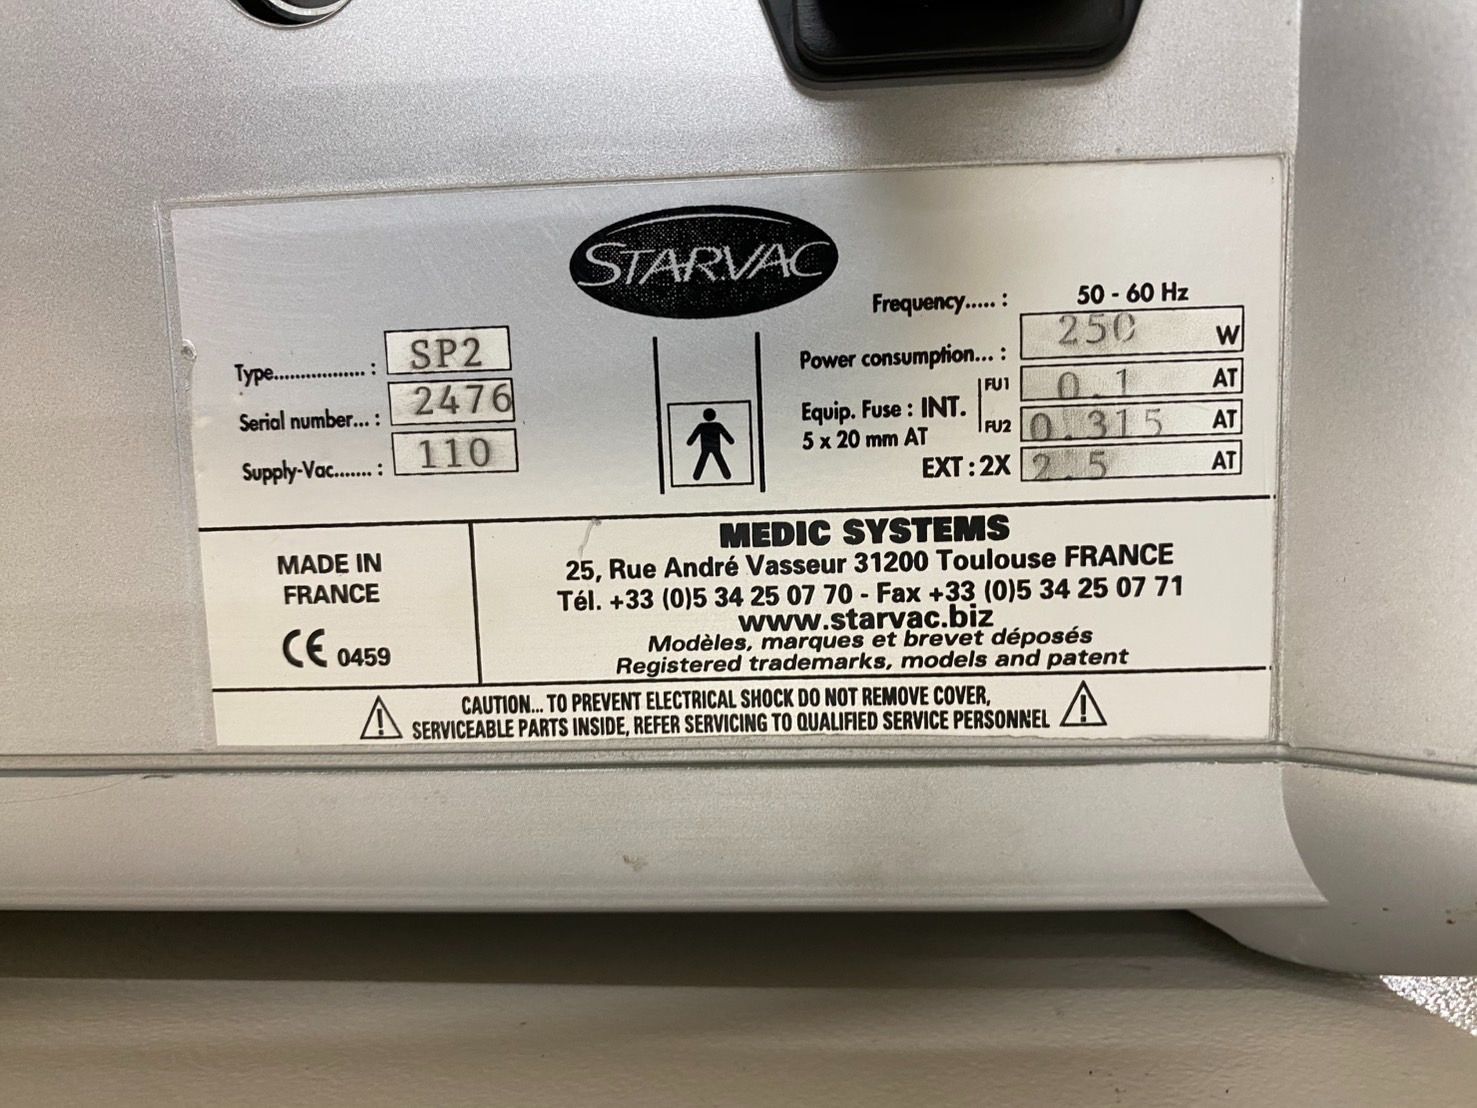 STARVAC
Type................. : SP2
Serial number... : 2476
Supply-Vac....... : 110
Frequency..... : 50 - 60 Hz
Power consumption... : 250 W
Equip. Fuse : INT. FU1 0.1 AT
5 x 20 mm AT FU2 0.315 AT
EXT : 2X 2.5 AT
MADE IN
FRANCE
CE 0459
MEDIC SYSTEMS
25, Rue André Vasseur 31200 Toulouse FRANCE
Tél. +33 (0)5 34 25 07 70 - Fax +33 (0)5 34 25 07 71
www.starvac.biz
Modèles, marques et brevet déposés
Registered trademarks, models and patent
CAUTION... TO PREVENT ELECTRICAL SHOCK DO NOT REMOVE COVER,
SERVICEABLE PARTS INSIDE, REFER SERVICING TO QUALIFIED SERVICE PERSONNEL